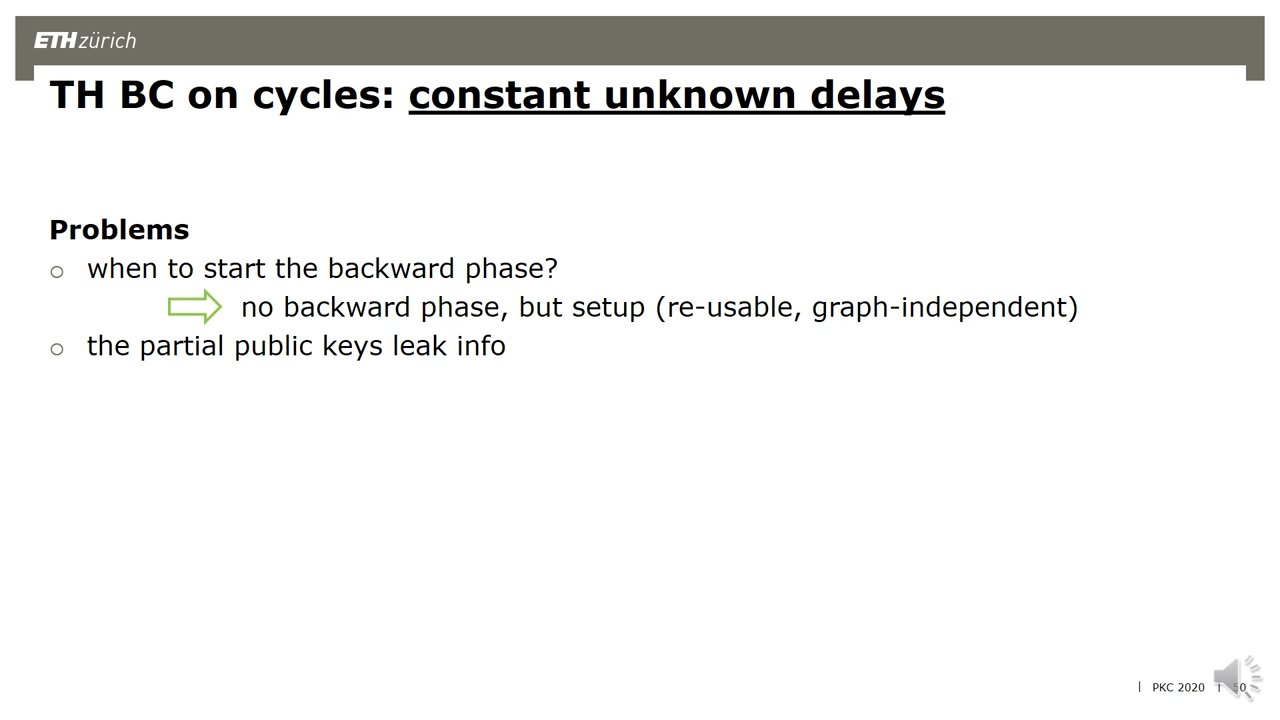 ETH zürich
TH BC on cycles: constant unknown delays
Problems
o when to start the backward phase?
no backward phase, but setup (re-usable, graph-independent)
o the partial public keys leak info
| PKC 2020 | 50